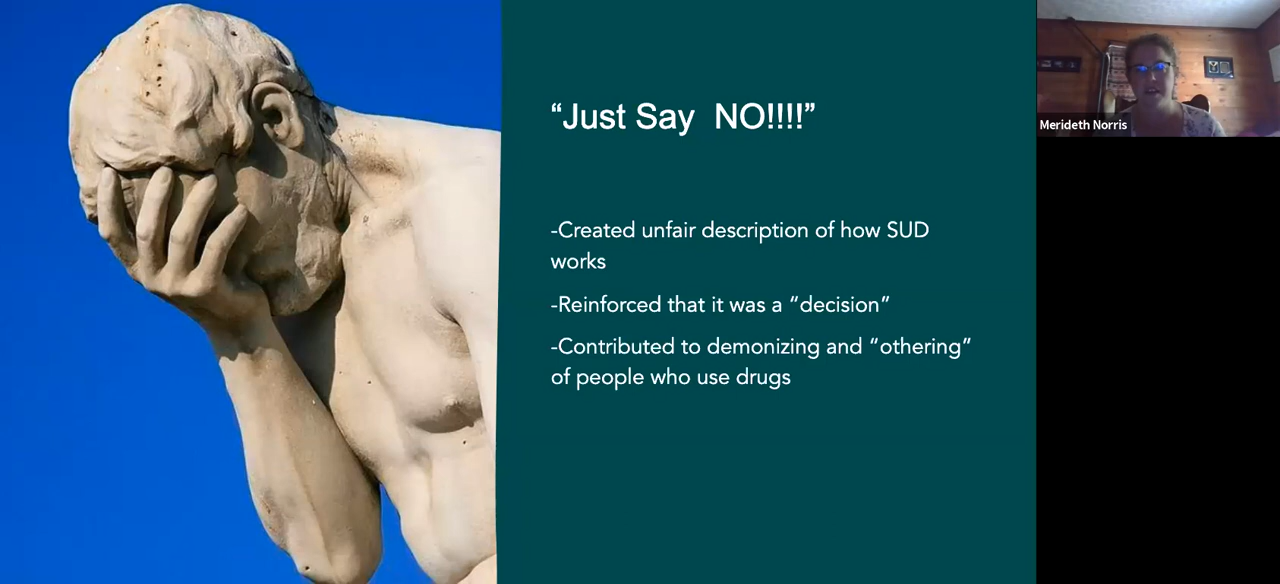 “Just Say  NO!!!!”
-Created unfair description of how SUD
works
-Reinforced that it was a “decision”
-Contributed to demonizing and “othering”
of people who use drugs
Merideth Norris